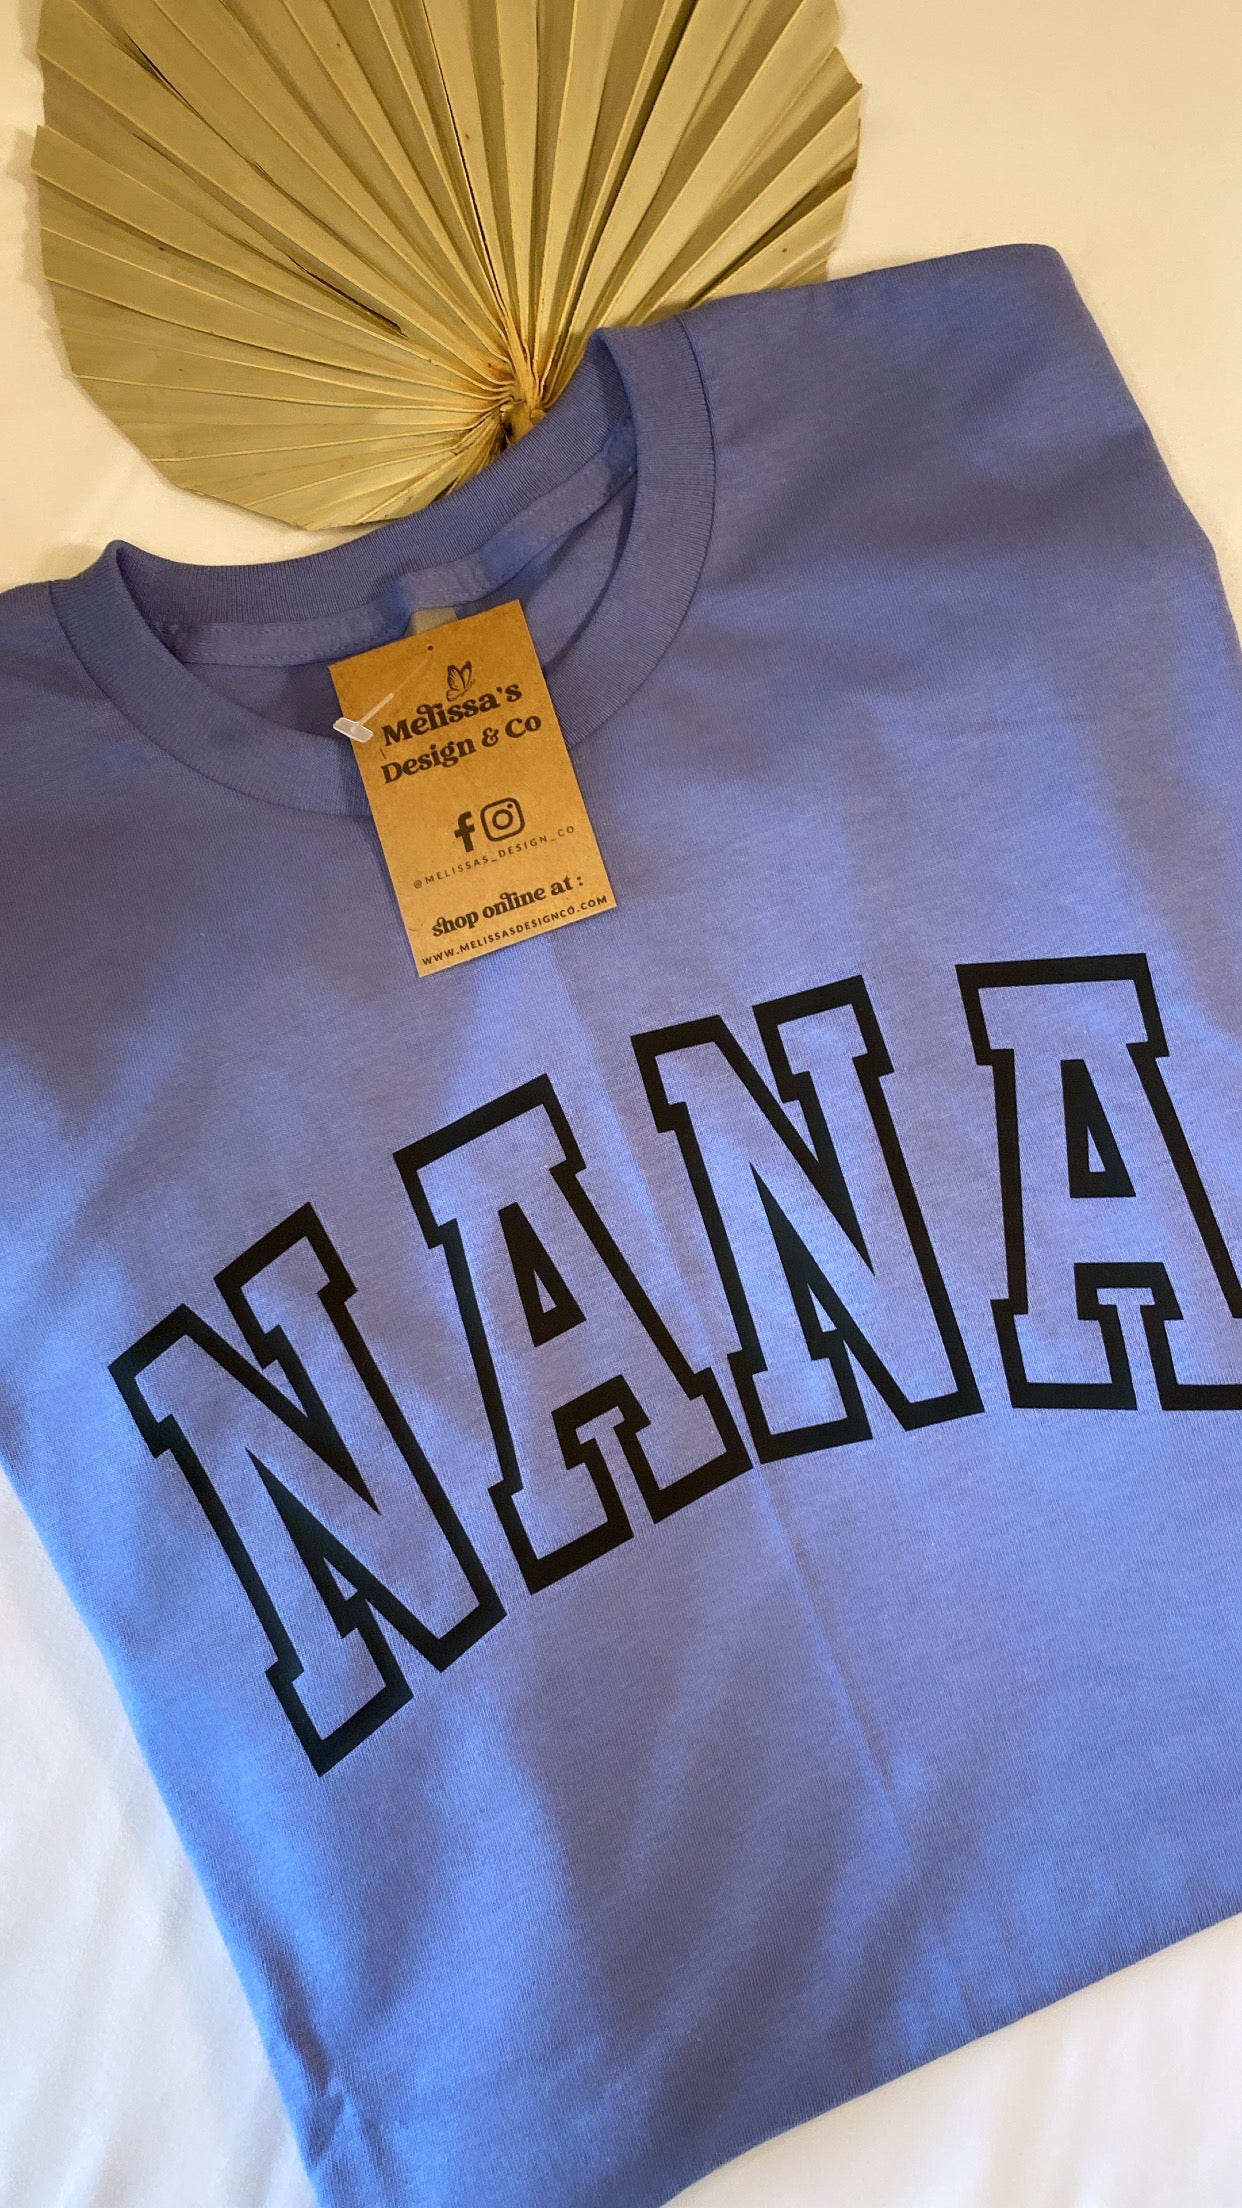 Melissa's
Design & Co
@MELISSAS_DESIGN_CO
shop online at :
WWW.MELISSASDESIGNCO.COM
NANA